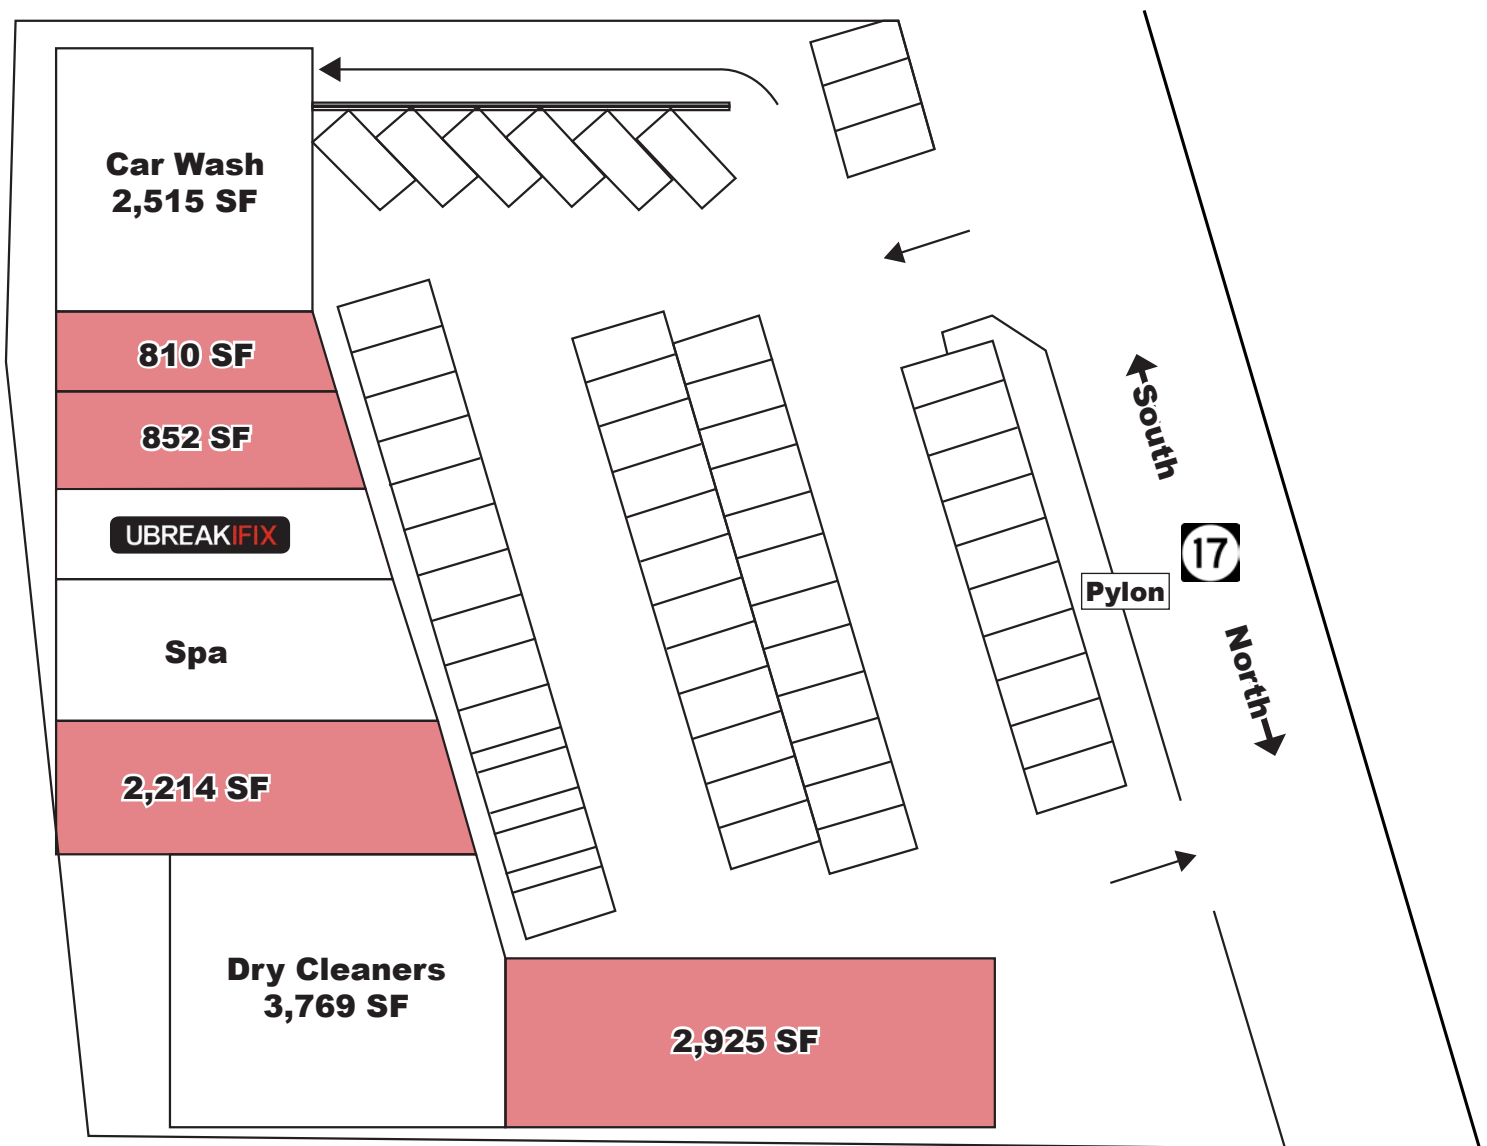 Car Wash
2,515 SF
810 SF
852 SF
UBREAKIFIX
Spa
2,214 SF
Dry Cleaners
3,769 SF
2,925 SF
South
17
Pylon
North